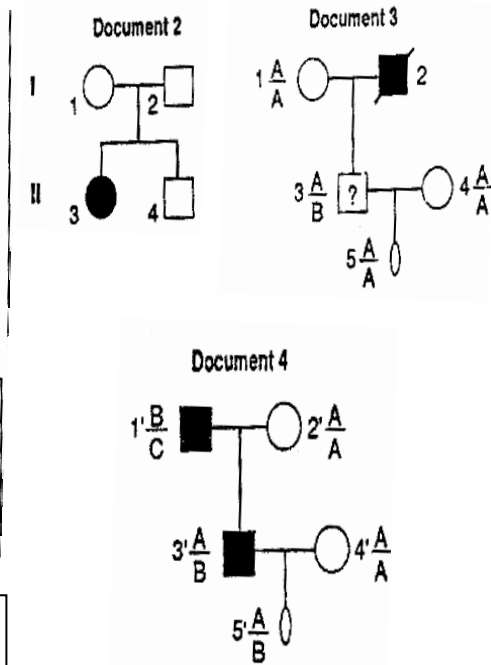 Document 2
I
1
2
II
3
4
Document 3
1 A/A
2
3 A/B
?
4 A/A
5 A/A
Document 4
1' B/C
2' A/A
3' A/B
4' A/A
5' A/B